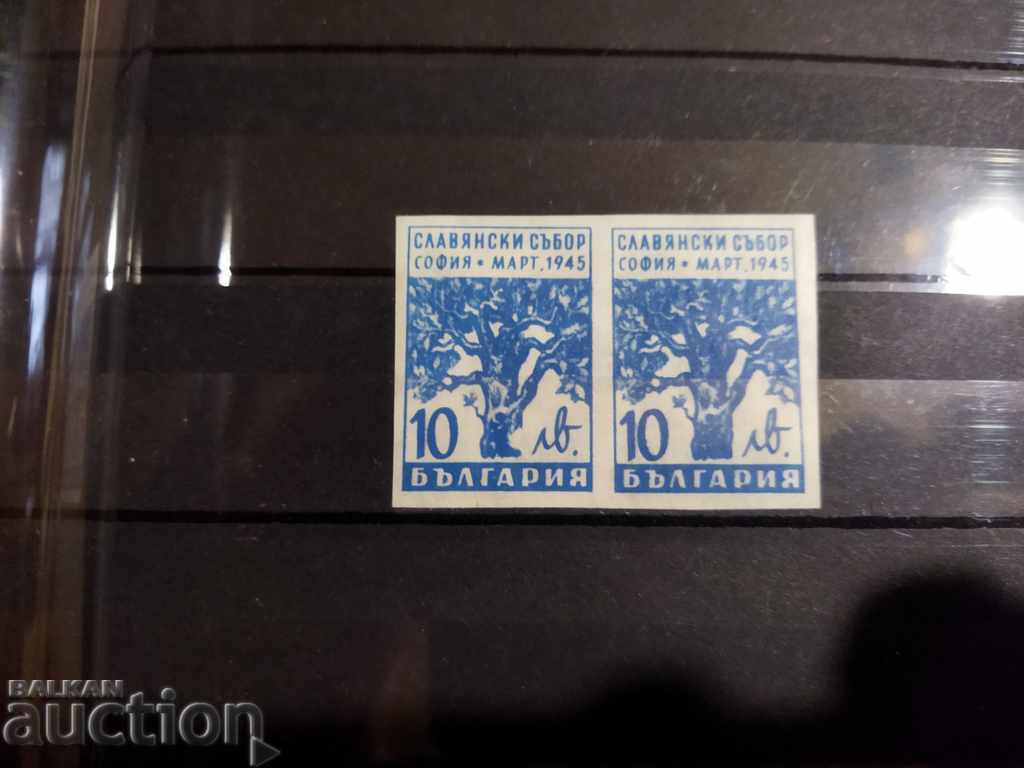 СЛАВЯНСКИ СЪБОР
СОФИЯ * МАРТ, 1945
10 лв.
БЪЛГАРИЯ
СЛАВЯНСКИ СЪБОР
СОФИЯ * МАРТ, 1945
10 лв.
БЪЛГАРИЯ
BALKAN
auction